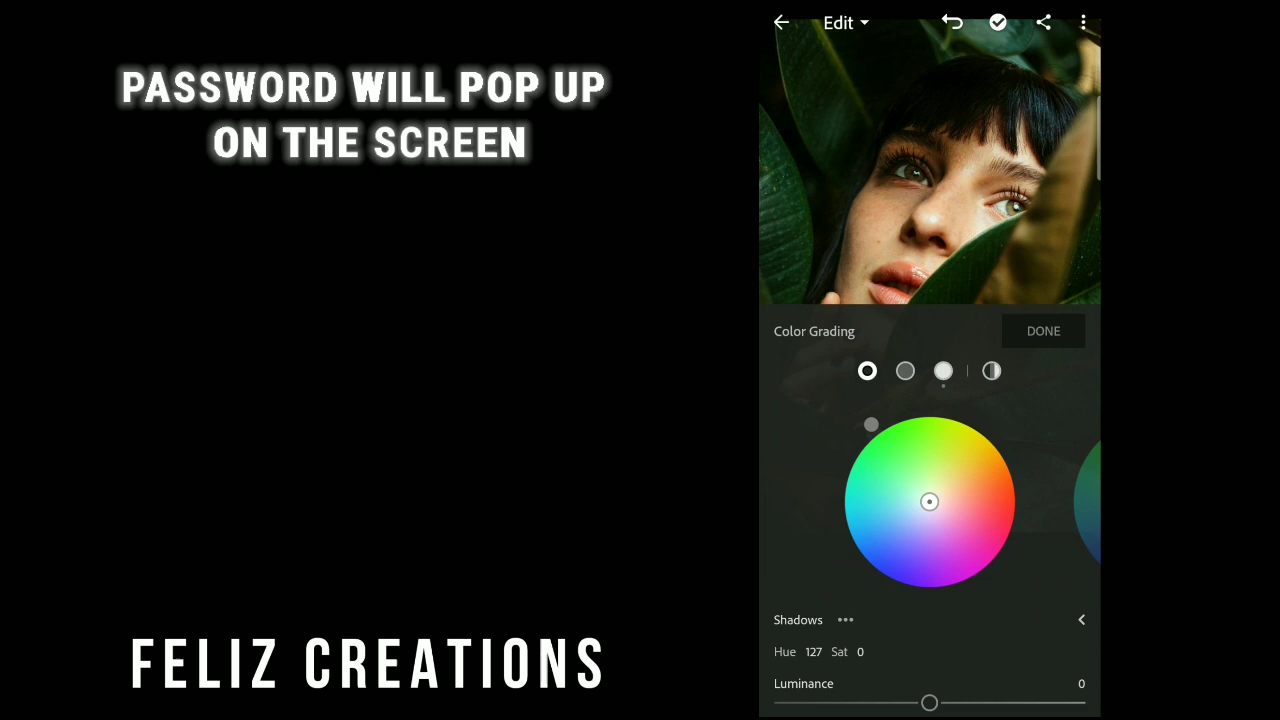 PASSWORD WILL POP UP
ON THE SCREEN
FELIZ CREATIONS
Edit
Color Grading
DONE
Shadows
Hue 127 Sat 0
Luminance 0